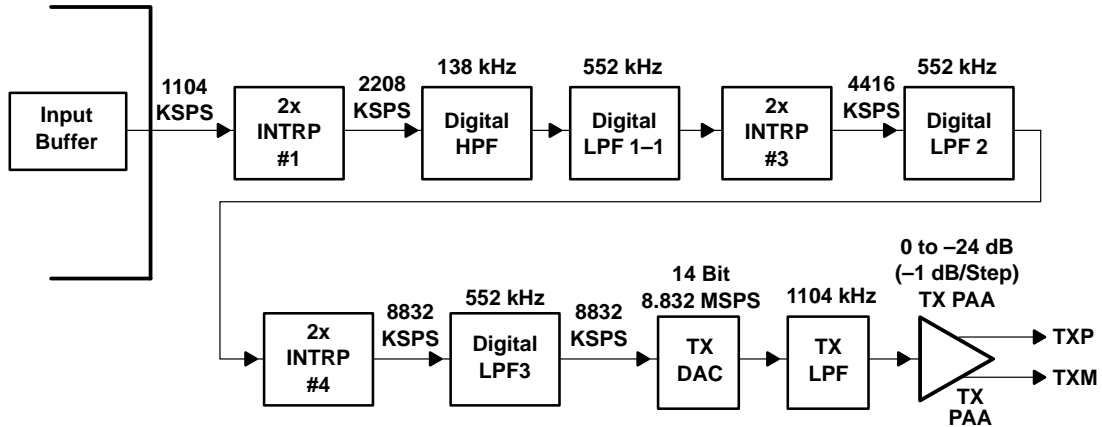 Input
Buffer
1104
KSPS
2x
INTRP
#1
2208
KSPS
138 kHz
Digital
HPF
552 kHz
Digital
LPF 1–1
2x
INTRP
#3
4416
KSPS
552 kHz
Digital
LPF 2
2x
INTRP
#4
8832
KSPS
552 kHz
Digital
LPF3
8832
KSPS
14 Bit
8.832 MSPS
TX
DAC
1104 kHz
TX
LPF
0 to –24 dB
(–1 dB/Step)
TX PAA
TX
PAA
TXP
TXM